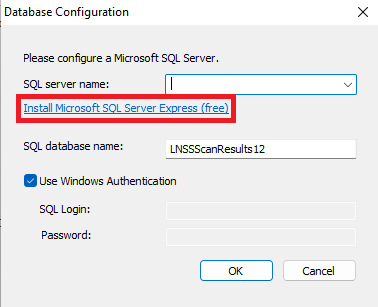 Database Configuration
Please configure a Microsoft SQL Server.
SQL server name:
Install Microsoft SQL Server Express (free)
SQL database name: LNSSScanResults12
Use Windows Authentication
SQL Login:
Password:
OK Cancel